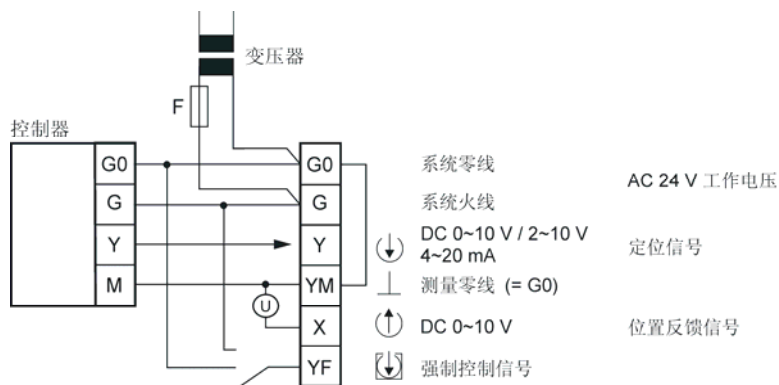 变压器
F
控制器
G0 G0 系统零线
AC 24 V 工作电压
G G 系统火线
Y Y DC 0~10 V / 2~10 V
4~20 mA
定位信号
M YM 测量零线 (= G0)
U
X DC 0~10 V 位置反馈信号
YF 强制控制信号